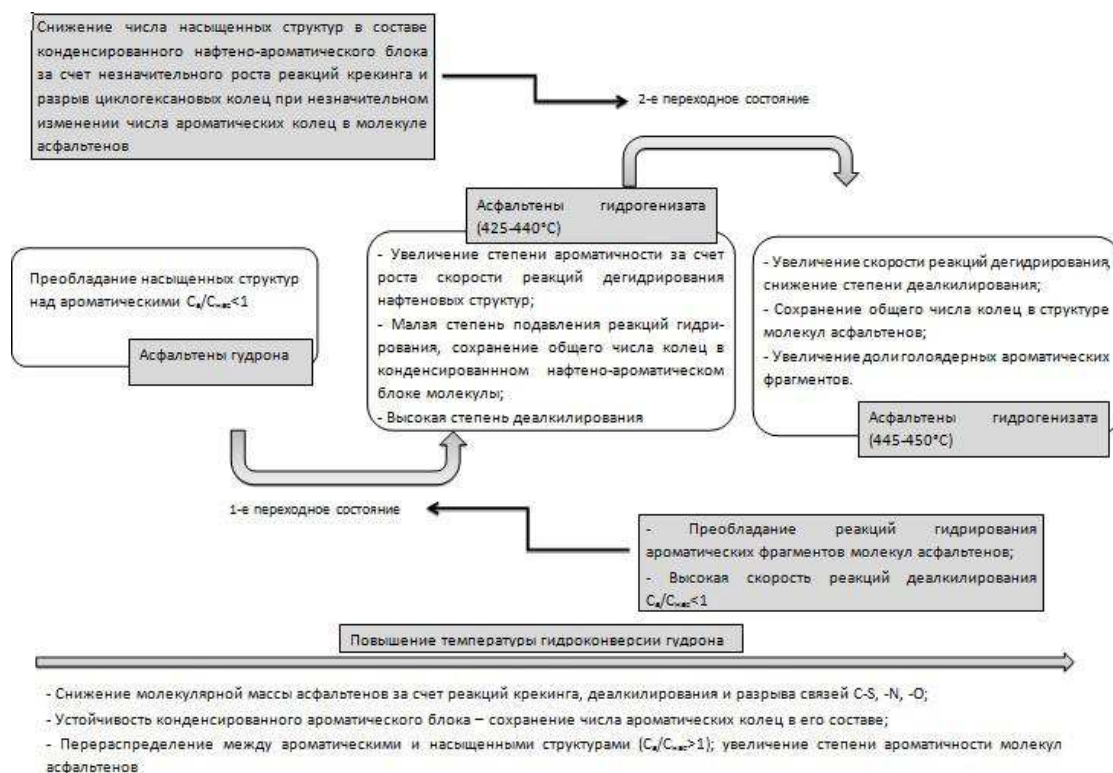 Снижение числа насыщенных структур в составе
конденсированного нафтено-ароматического блока
за счет незначительного роста реакций крекинга и
разрыв циклогексановых колец при незначительном
изменении числа ароматических колец в молекуле
асфальтенов
2-е переходное состояние
Асфальтены гидрогенизата
(425-440°С)
- Увеличение степени ароматичности за счет
роста скорости реакций дегидрирования
нафтеновых структур;
- Малая степень подавления реакций гидри-
рования, сохранение общего числа колец в
конденсированнном нафтено-ароматическом
блоке молекулы;
- Высокая степень деалкилирования
Преобладание насыщенных структур
над ароматическими Cₐ/Cнас<1
Асфальтены гудрона
- Увеличение скорости реакций дегидрирования,
снижение степени деалкилирования;
- Сохранение общего числа колец в структуре
молекул асфальтенов;
- Увеличение доли голоядерных ароматических
фрагментов.
Асфальтены гидрогенизата
(445-450°С)
1-е переходное состояние
- Преобладание реакций гидрирования
ароматических фрагментов молекул асфальтенов;
- Высокая скорость реакций деалкилирования
Cₐ/Cнас<1
Повышение температуры гидроконверсии гудрона
- Снижение молекулярной массы асфальтенов за счет реакций крекинга, деалкилирования и разрыва связей C-S, -N, -O;
- Устойчивость конденсированного ароматического блока – сохранение числа ароматических колец в его составе;
- Перераспределение между ароматическими и насыщенными структурами (Cₐ/Cнас>1); увеличение степени ароматичности молекул
асфальтенов